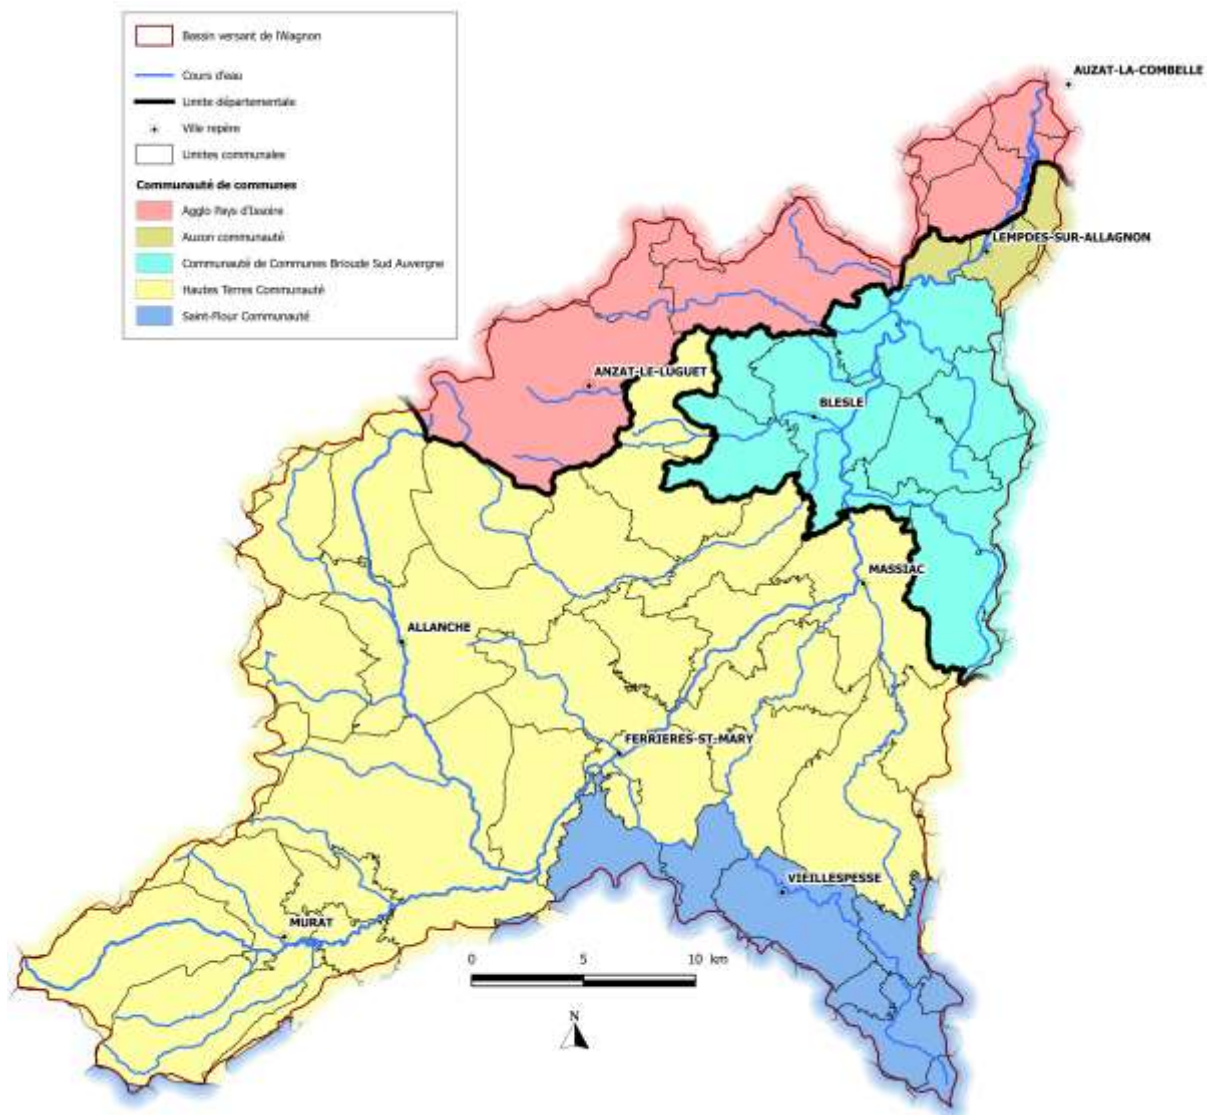 Bassin versant de l'Alagnon
Cours d'eau
Limite départementale
Ville repère
Limites communales
Communauté de communes
Agglo Pays d'Issoire
Auzon communauté
Communauté de Communes Brioude Sud Auvergne
Hautes Terres Communauté
Saint-Flour Communauté
AUZAT-LA-COMBELLE
LEMPDES-SUR-ALLAGNON
ANZAT-LE-LUGUET
BLESLE
MASSIAC
ALLANCHE
FERRIERES-ST-MARY
VIEILLESPESSE
MURAT
0 5 10 km
N